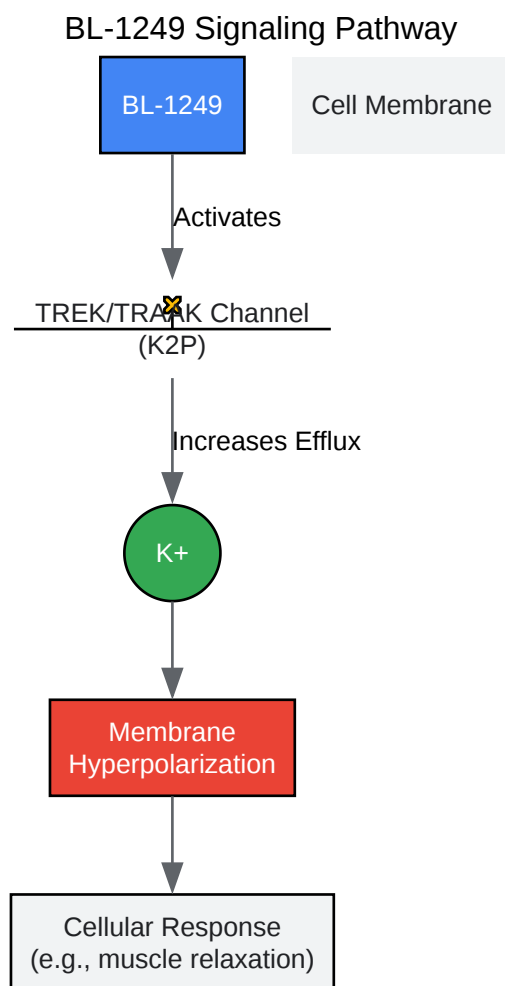 BL-1249 Signaling Pathway
BL-1249
Cell Membrane
Activates
TREK/TRAAK Channel
(K2P)
Increases Efflux
K+
Membrane
Hyperpolarization
Cellular Response
(e.g., muscle relaxation)